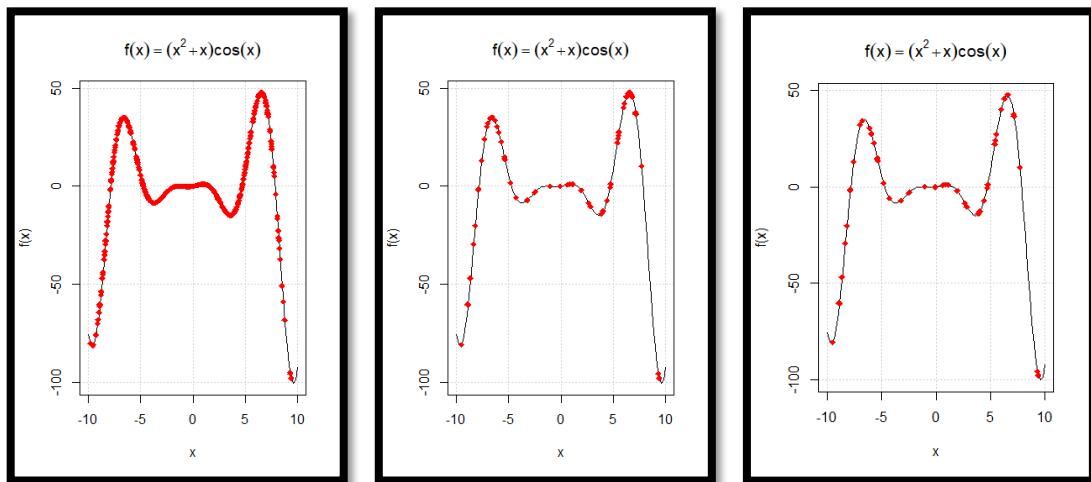 f(x) = (x²+x)cos(x)
50
0
-50
-100
f(x)
-10 -5 0 5 10
x
f(x) = (x²+x)cos(x)
50
0
-50
-100
f(x)
-10 -5 0 5 10
x
f(x) = (x²+x)cos(x)
50
0
-50
-100
f(x)
-10 -5 0 5 10
x